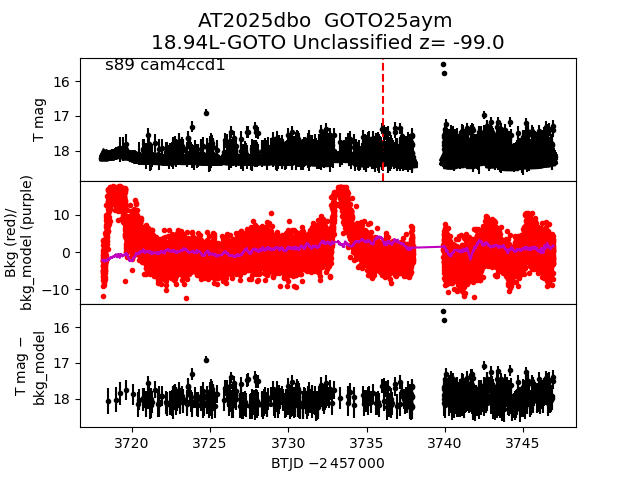 AT2025dbo  GOTO25aym
18.94L-GOTO Unclassified z= -99.0
s89 cam4ccd1
T mag
16
17
18
Bkg (red)/
bkg_model (purple)
10
0
−10
T mag −
bkg_model
16
17
18
3720 3725 3730 3735 3740 3745
BTJD −2 457 000